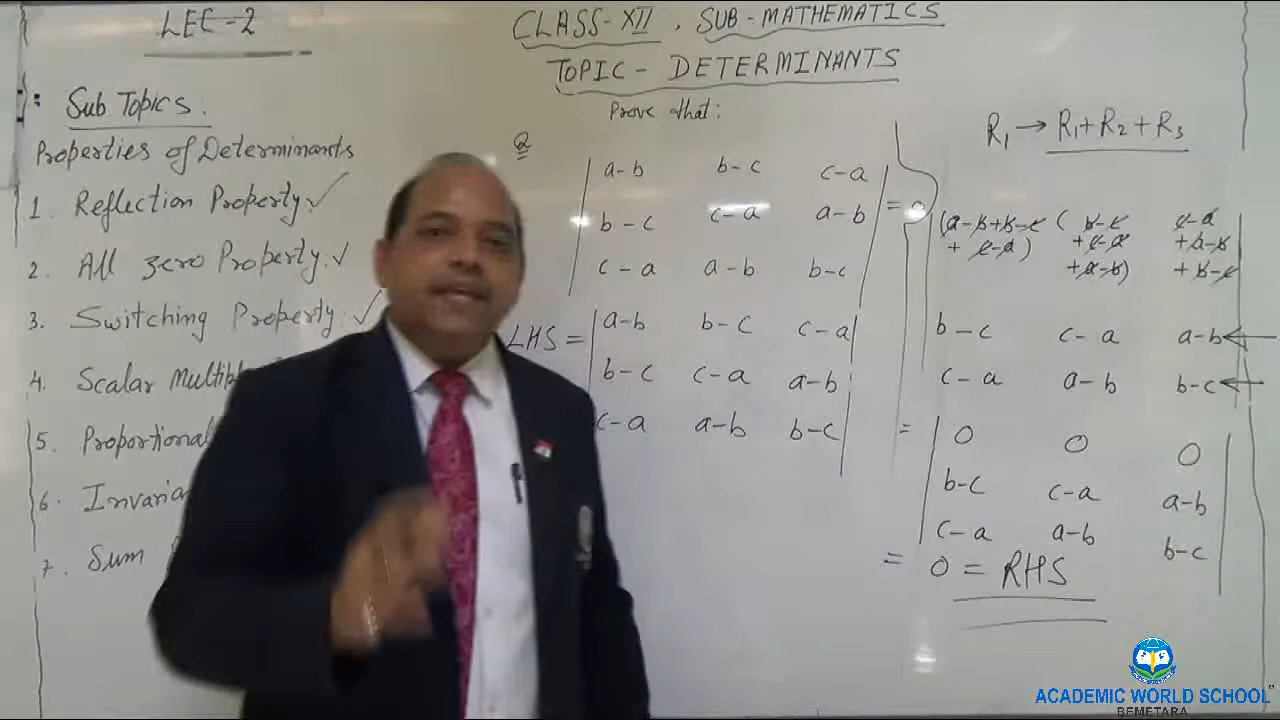 LEC-2
CLASS-XII, SUB-MATHEMATICS
TOPIC- DETERMINANTS
Sub Topics.
Properties of Determinants
1. Reflection Property. ✓
2. All zero Property. ✓
3. Switching Property. ✓
4. Scalar
5. Proportional
6.
7. Sum
Prove that:
Q
a-b b-c c-a
b-c c-a a-b = 0
c-a a-b b-c
LHS = a-b b-c c-a
b-c c-a a-b
c-a a-b b-c
R₁ → R₁+R₂+R₃
(a-b+b-c ( b-c c-a
+ c-a) +c-a +a-b
+a-b) +b-c
b-c c-a a-b ←
c-a a-b b-c ←
= 0 0 0
b-c c-a a-b
c-a a-b b-c
= 0 = RHS
ACADEMIC WORLD SCHOOL
BEMETARA